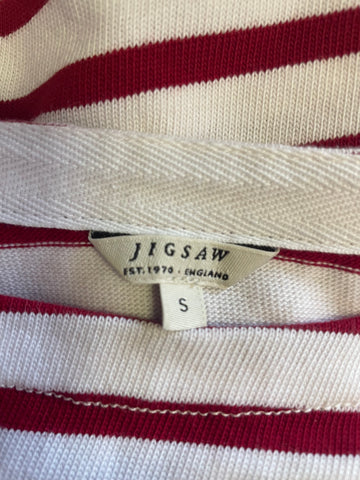 JIGSAW
EST. 1970 · ENGLAND
S